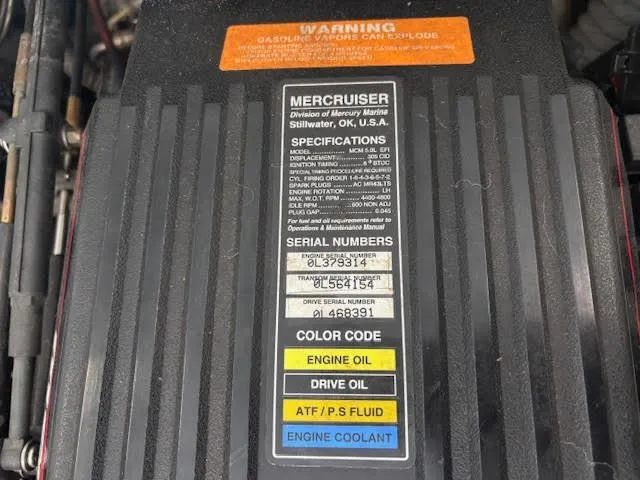 WARNING
GASOLINE VAPORS CAN EXPLODE
MERCRUISER
Division of Mercury Marine
Stillwater, OK, U.S.A.
SPECIFICATIONS
MODEL ............ MCM 5.0L EFI
DISPLACEMENT ............ 305 CID
IGNITION TIMING ........ 8° BTDC
SPECIAL TIMING PROCEDURE REQUIRED
CYL FIRING ORDER 1-8-4-3-6-5-7-2
SPARK PLUGS ..... AC MR43LTS
ENGINE ROTATION ........ LH
MAX. W.O.T. RPM ...... 4400-4800
IDLE RPM ........ 600 NON ADJ
PLUG GAP ............ 0.045
For fuel and oil requirements refer to
Operations & Maintenance Manual
SERIAL NUMBERS
ENGINE SERIAL NUMBER
0L379314
TRANSOM SERIAL NUMBER
0L564154
DRIVE SERIAL NUMBER
0L468391
COLOR CODE
ENGINE OIL
DRIVE OIL
ATF / P.S FLUID
ENGINE COOLANT